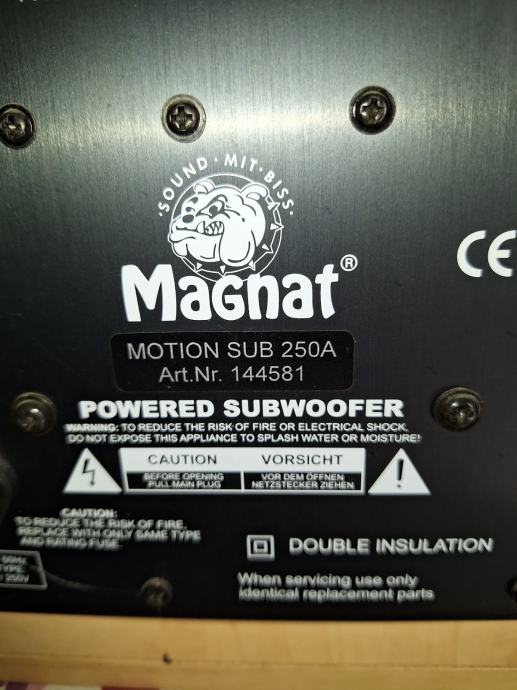 ·SOUND·MIT·BISS·
Magnat®
CE
MOTION SUB 250A
Art.Nr. 144581
POWERED SUBWOOFER
WARNING: TO REDUCE THE RISK OF FIRE OR ELECTRICAL SHOCK,
DO NOT EXPOSE THIS APPLIANCE TO SPLASH WATER OR MOISTURE!
CAUTION
BEFORE OPENING
PULL MAIN PLUG
VORSICHT
VOR DEM ÖFFNEN
NETZSTECKER ZIEHEN
CAUTION:
TO REDUCE THE RISK OF FIRE,
REPLACE WITH ONLY SAME TYPE
AND RATING FUSE.
50Hz
TYPE:
250V
DOUBLE INSULATION
When servicing use only
identical replacement parts